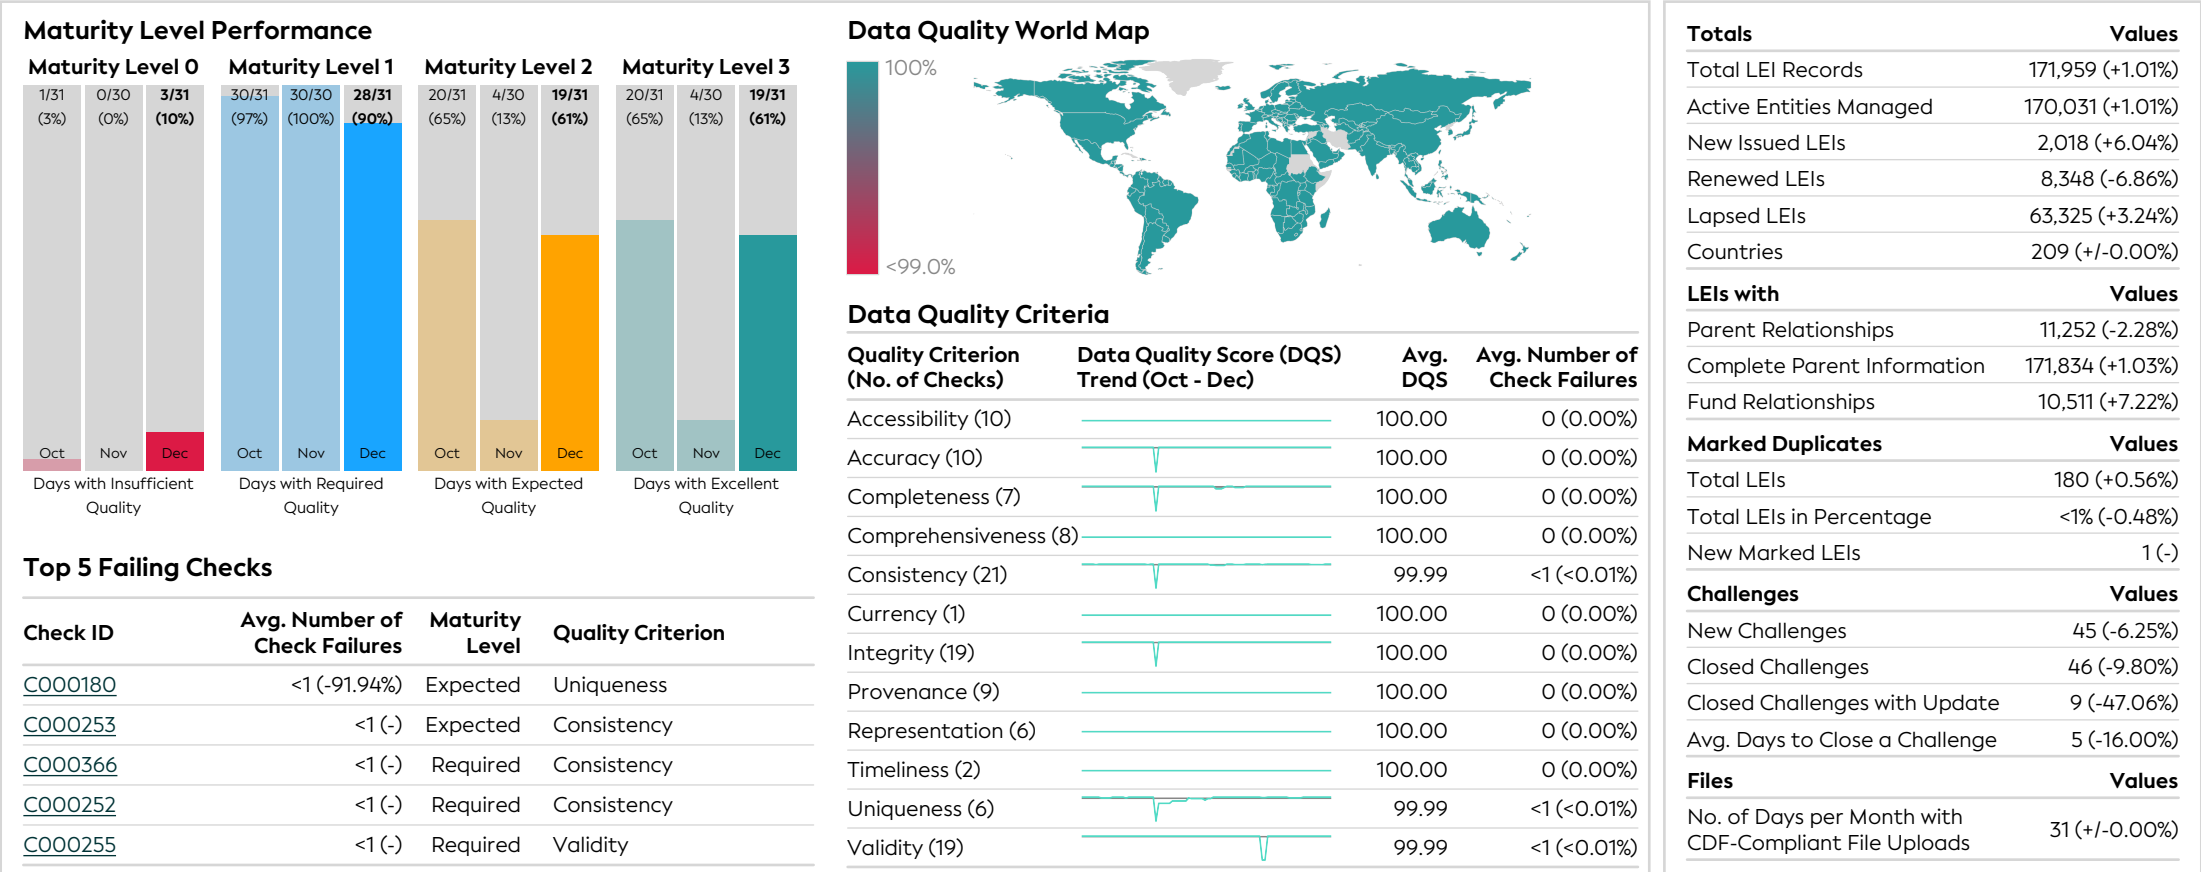 Maturity Level Performance
Maturity Level 0
Maturity Level 1
Maturity Level 2
Maturity Level 3
1/31 0/30 3/31
(3%) (0%) (10%)
30/31 30/30 28/31
(97%) (100%) (90%)
20/31 4/30 19/31
(65%) (13%) (61%)
20/31 4/30 19/31
(65%) (13%) (61%)
Oct Nov Dec
Oct Nov Dec
Oct Nov Dec
Oct Nov Dec
Days with Insufficient
Quality
Days with Required
Quality
Days with Expected
Quality
Days with Excellent
Quality
Top 5 Failing Checks
Check ID
Avg. Number of
Check Failures
Maturity
Level
Quality Criterion
C000180 <1 (-91.94%) Expected Uniqueness
C000253 <1 (-) Expected Consistency
C000366 <1 (-) Required Consistency
C000252 <1 (-) Required Consistency
C000255 <1 (-) Required Validity
Data Quality World Map
100%
<99.0%
Data Quality Criteria
Quality Criterion
(No. of Checks)
Data Quality Score (DQS)
Trend (Oct - Dec)
Avg.
DQS
Avg. Number of
Check Failures
Accessibility (10) 100.00 0 (0.00%)
Accuracy (10) 100.00 0 (0.00%)
Completeness (7) 100.00 0 (0.00%)
Comprehensiveness (8) 100.00 0 (0.00%)
Consistency (21) 99.99 <1 (<0.01%)
Currency (1) 100.00 0 (0.00%)
Integrity (19) 100.00 0 (0.00%)
Provenance (9) 100.00 0 (0.00%)
Representation (6) 100.00 0 (0.00%)
Timeliness (2) 100.00 0 (0.00%)
Uniqueness (6) 99.99 <1 (<0.01%)
Validity (19) 99.99 <1 (<0.01%)
Totals Values
Total LEI Records 171,959 (+1.01%)
Active Entities Managed 170,031 (+1.01%)
New Issued LEIs 2,018 (+6.04%)
Renewed LEIs 8,348 (-6.86%)
Lapsed LEIs 63,325 (+3.24%)
Countries 209 (+/-0.00%)
LEIs with Values
Parent Relationships 11,252 (-2.28%)
Complete Parent Information 171,834 (+1.03%)
Fund Relationships 10,511 (+7.22%)
Marked Duplicates Values
Total LEIs 180 (+0.56%)
Total LEIs in Percentage <1% (-0.48%)
New Marked LEIs 1 (-)
Challenges Values
New Challenges 45 (-6.25%)
Closed Challenges 46 (-9.80%)
Closed Challenges with Update 9 (-47.06%)
Avg. Days to Close a Challenge 5 (-16.00%)
Files Values
No. of Days per Month with
CDF-Compliant File Uploads
31 (+/-0.00%)